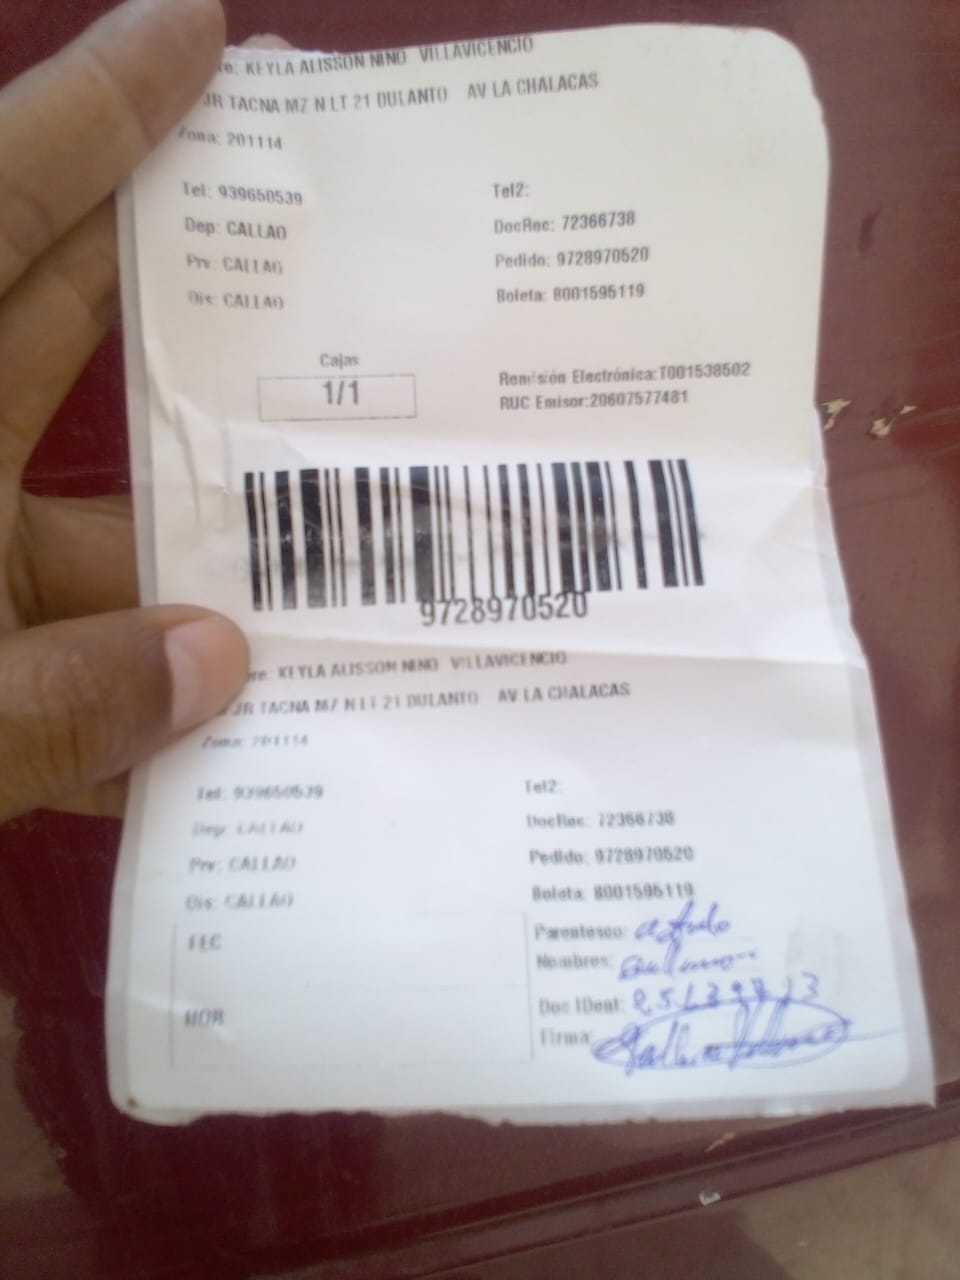 re: KEYLA ALISSON NINO VILLAVICENCIO
JR TACNA MZ N LT 21 DULANTO AV LA CHALACAS
Zona: 201114
Tel: 939650539 Tel2:
Dep: CALLAO DocRec: 72366738
Prv: CALLAO Pedido: 9728970520
Dis: CALLAO Boleta: 8001595119
Cajas
1/1
Remisión Electrónica:T001538502
RUC Emisor:20607577481
9728970520
re: KEYLA ALISSON NINO VILLAVICENCIO
JR TACNA MZ N LT 21 DULANTO AV LA CHALACAS
Zona: 201114
Tel: 939650539 Tel2:
Dep: CALLAO DocRec: 72366738
Prv: CALLAO Pedido: 9728970520
Dis: CALLAO Boleta: 8001595119
FEC Parentesco:
Nombres:
HOR Doc IDent:
Firma: